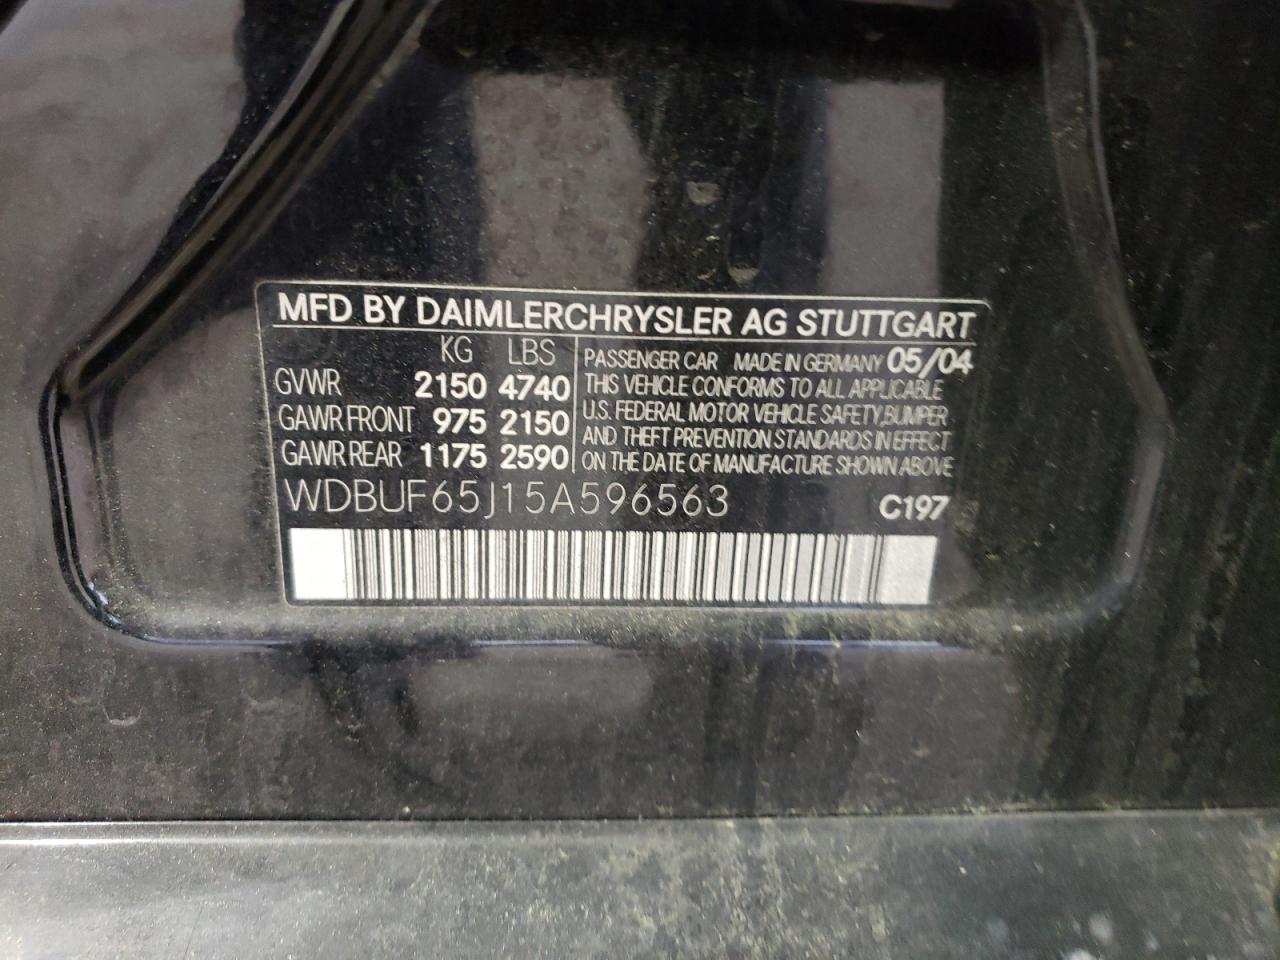 MFD BY DAIMLERCHRYSLER AG STUTTGART
KG LBS
GVWR 2150 4740
GAWR FRONT 975 2150
GAWR REAR 1175 2590
PASSENGER CAR MADE IN GERMANY 05/04
THIS VEHICLE CONFORMS TO ALL APPLICABLE
U.S. FEDERAL MOTOR VEHICLE SAFETY, BUMPER
AND THEFT PREVENTION STANDARDS IN EFFECT
ON THE DATE OF MANUFACTURE SHOWN ABOVE
WDBUF65J15A596563 C197